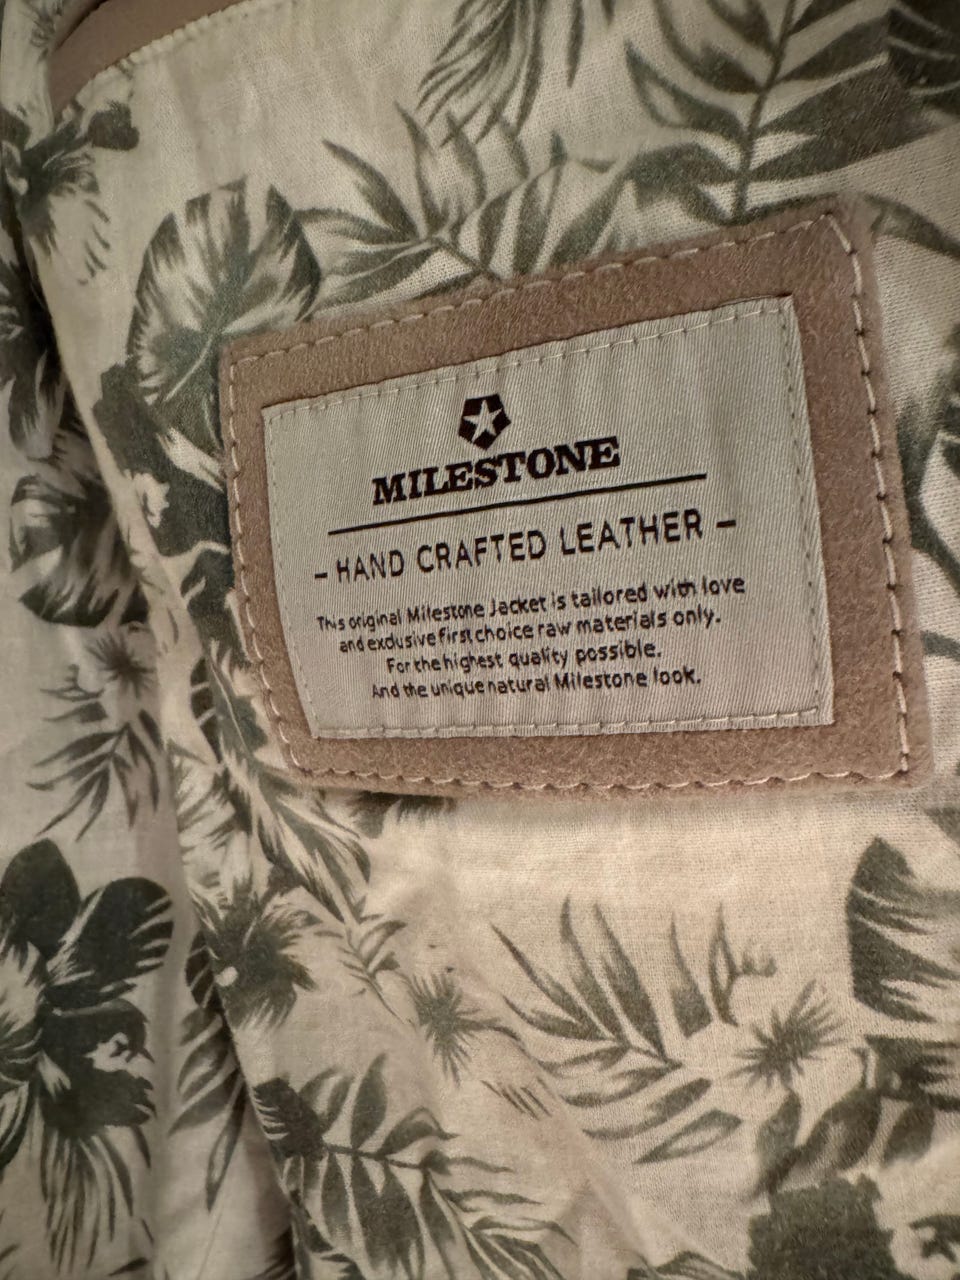 MILESTONE
- HAND CRAFTED LEATHER -
This original Milestone Jacket is tailored with love
and exclusive first choice raw materials only.
For the highest quality possible.
And the unique natural Milestone look.